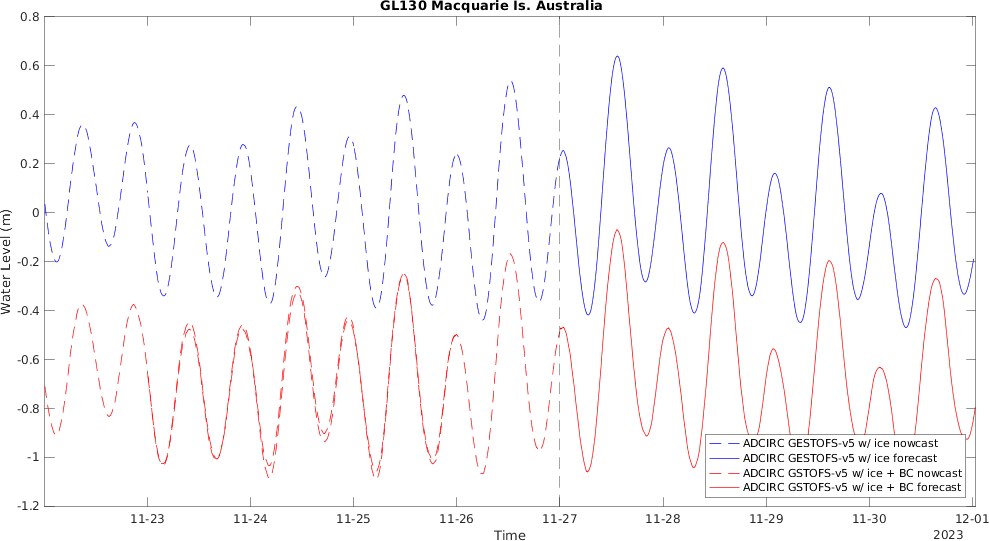 GL130 Macquarie Is. Australia
Water Level (m)
0.8
0.6
0.4
0.2
0
-0.2
-0.4
-0.6
-0.8
-1
-1.2
ADCIRC GESTOFS-v5 w/ ice nowcast
ADCIRC GESTOFS-v5 w/ ice forecast
ADCIRC GSTOFS-v5 w/ ice + BC nowcast
ADCIRC GSTOFS-v5 w/ ice + BC forecast
11-23 11-24 11-25 11-26 11-27 11-28 11-29 11-30 12-01
Time
2023